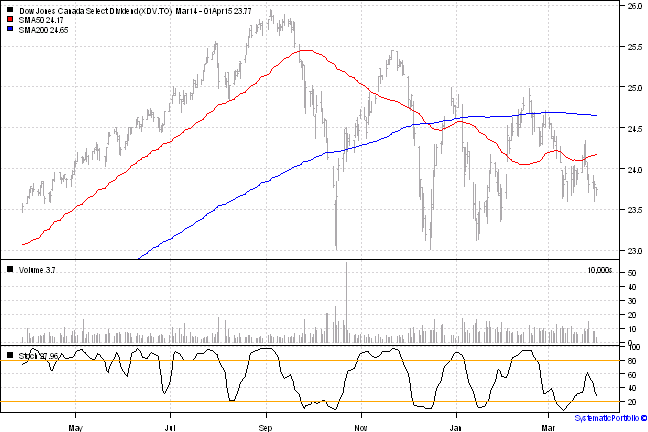 Dow Jones Canada Select Dividend(XDV.TO) Mar14 - 01Apr15 23.77
SMA50 24.17
SMA200 24.65
26.0
25.5
25.0
24.5
24.0
23.5
23.0
Volume 3.7
10,000s
50
40
30
20
10
0
100
80
60
40
20
May
Jul
Sep
Nov
Jan
Mar
SystematicPortfolio ©